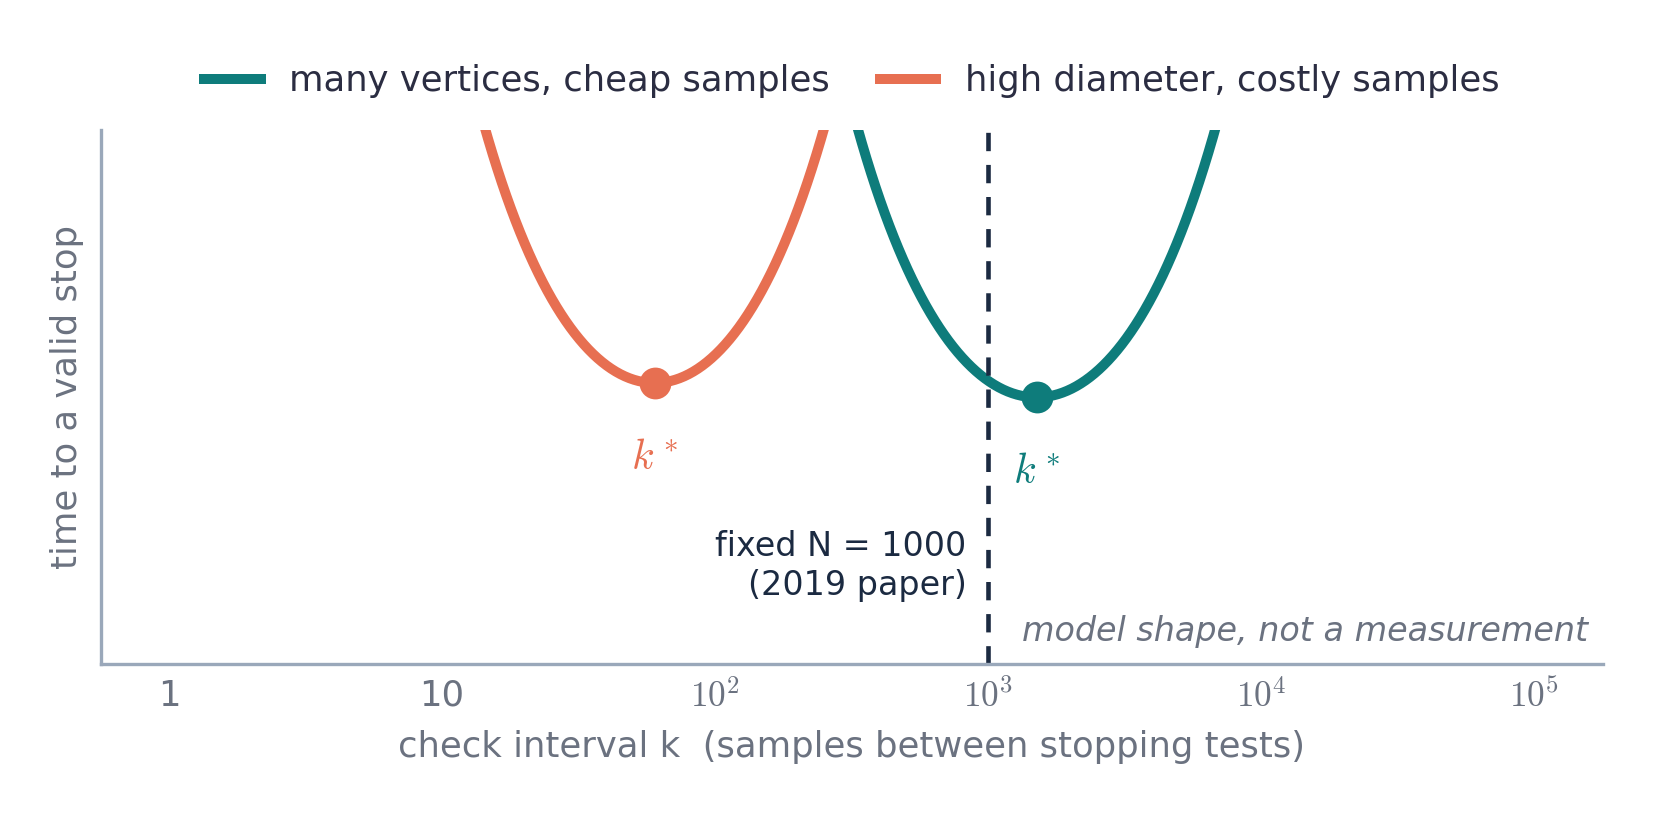 many vertices, cheap samples
high diameter, costly samples
time to a valid stop
k*
k*
fixed N = 1000
(2019 paper)
model shape, not a measurement
1 10 10² 10³ 10⁴ 10⁵
check interval k (samples between stopping tests)